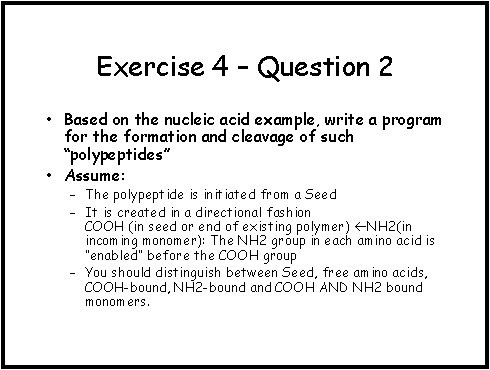 Exercise 4 – Question 2
• Based on the nucleic acid example, write a program
for the formation and cleavage of such
“polypeptides”
• Assume:
– The polypeptide is initiated from a Seed
– It is created in a directional fashion
COOH (in seed or end of existing polymer) ←NH2(in
incoming monomer): The NH2 group in each amino acid is
“enabled” before the COOH group
– You should distinguish between Seed, free amino acids,
COOH-bound, NH2-bound and COOH AND NH2 bound
monomers.